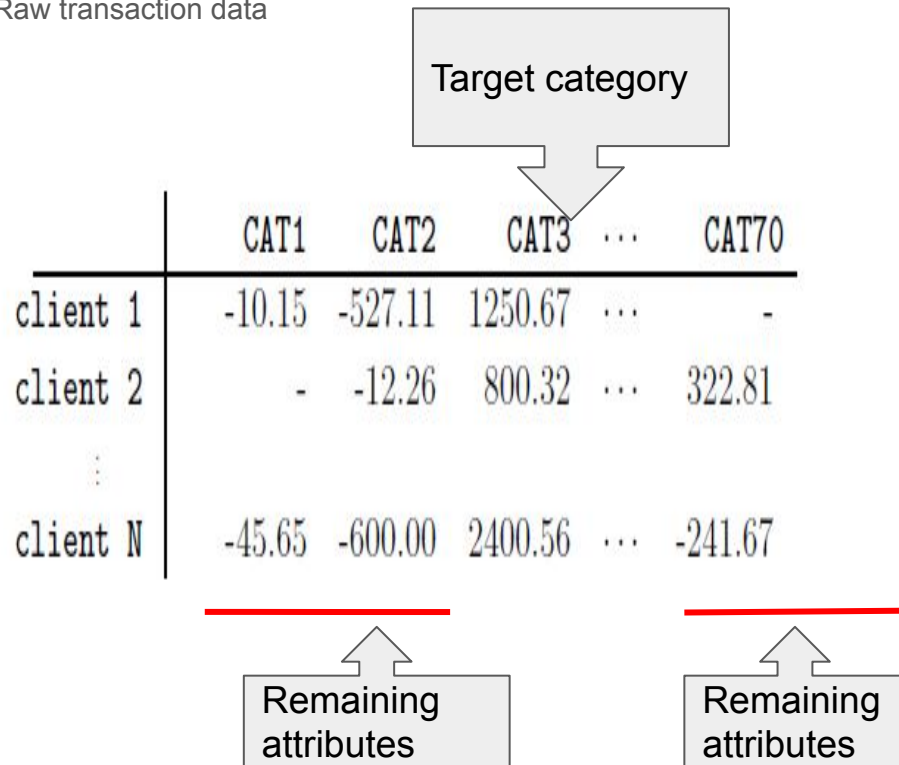 Raw transaction data
Target category
CAT1 CAT2 CAT3 ... CAT70
client 1 -10.15 -527.11 1250.67 ... -
client 2 - -12.26 800.32 ... 322.81
⋮
client N -45.65 -600.00 2400.56 ... -241.67
Remaining Remaining
attributes attributes